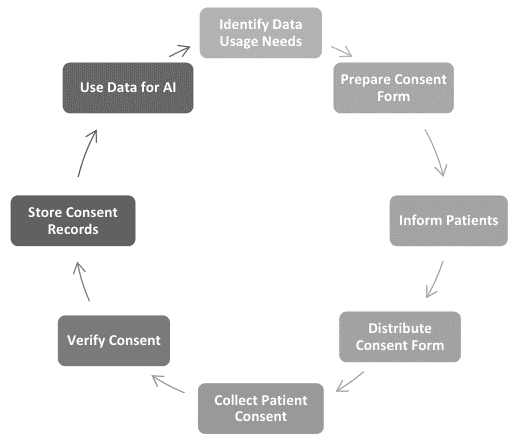 Identify Data
Usage Needs
Prepare Consent
Form
Inform Patients
Distribute
Consent Form
Collect Patient
Consent
Verify Consent
Store Consent
Records
Use Data for AI